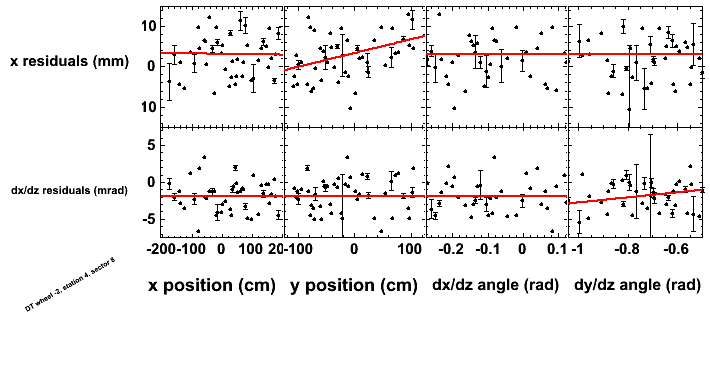 x residuals (mm)
10
0
10
dx/dz residuals (mrad)
5
0
-5
-200 -100 0 100 20 -100 0 100 -0.2 -0.1 0 0.1 -1 -0.8 -0.6
x position (cm) y position (cm) dx/dz angle (rad) dy/dz angle (rad)
DT wheel -2, station 4, sector 8